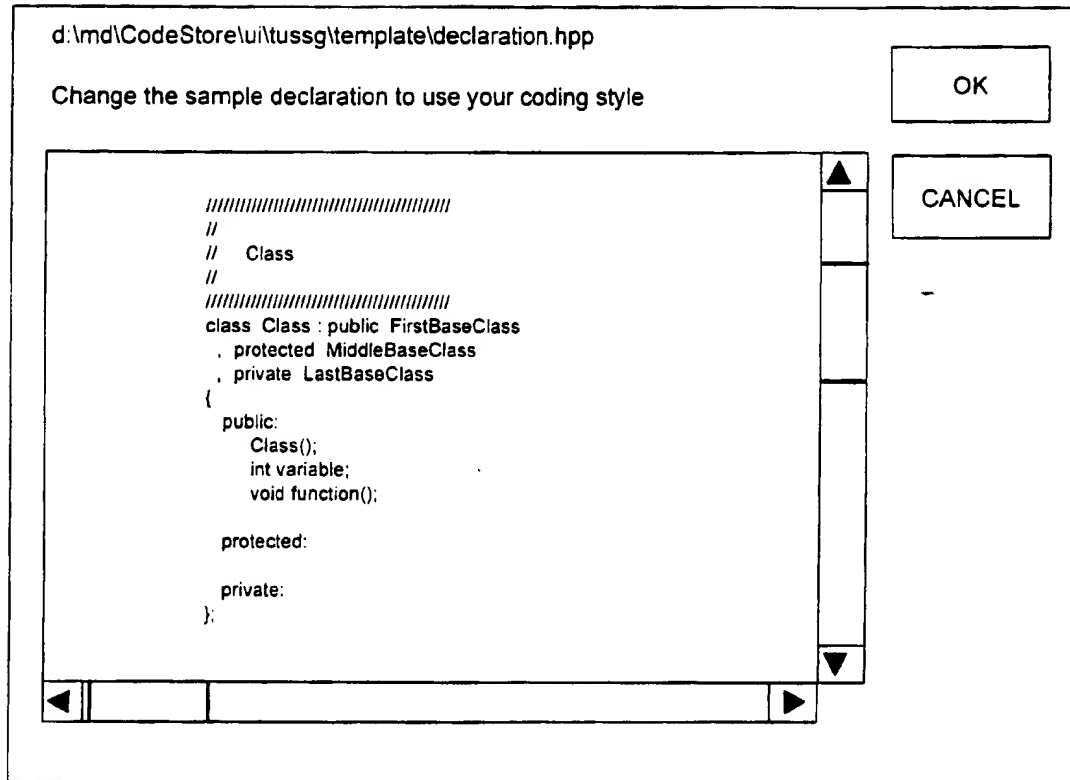 d:\md\CodeStore\ui\tussg\template\declaration.hpp
OK
Change the sample declaration to use your coding style
CANCEL
////////////////////////////////////////////
//
// Class
//
////////////////////////////////////////////
class Class : public FirstBaseClass
, protected MiddleBaseClass
, private LastBaseClass
{
public:
Class();
int variable;
void function();
protected:
private:
};